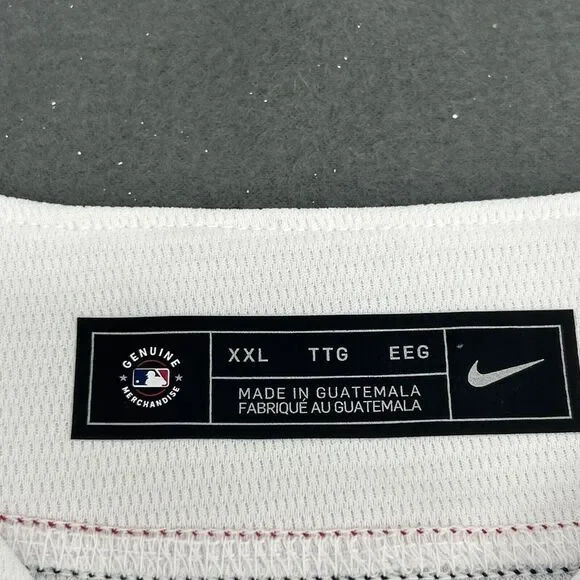 GENUINE
MERCHANDISE
XXL TTG EEG
MADE IN GUATEMALA
FABRIQUÉ AU GUATEMALA